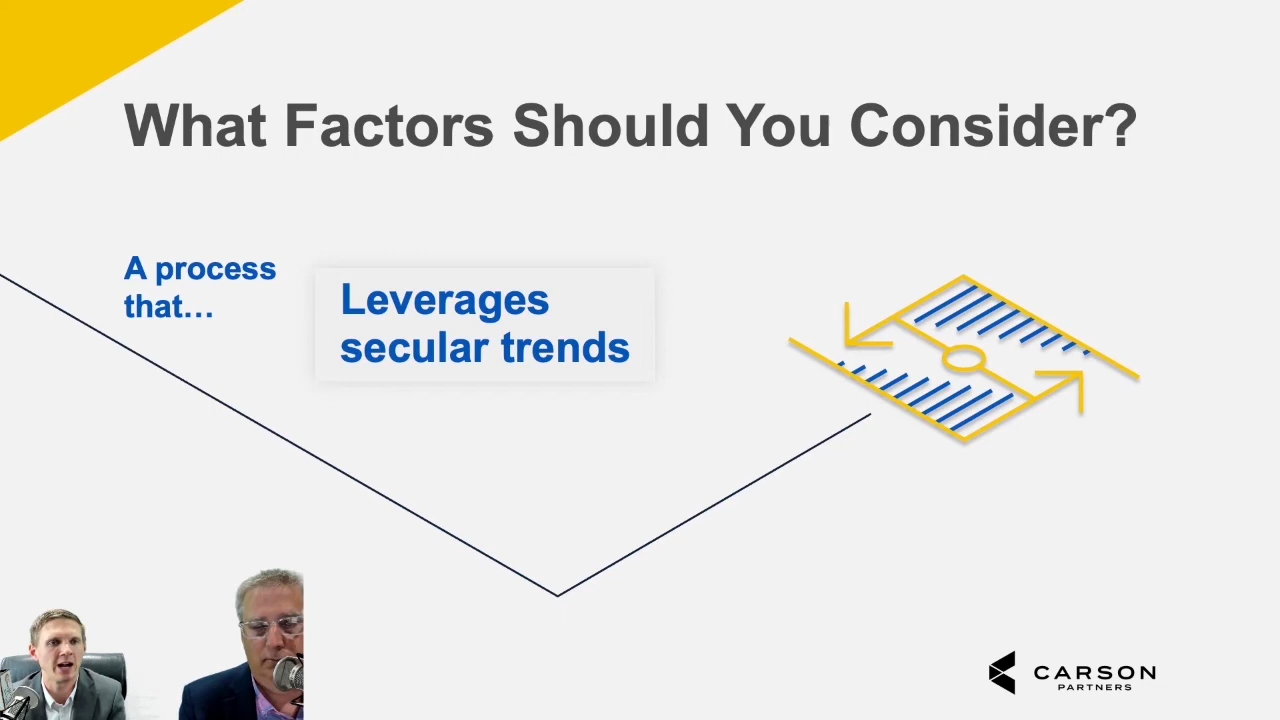 What Factors Should You Consider?
A process
that…
Leverages
secular trends
CARSON
PARTNERS